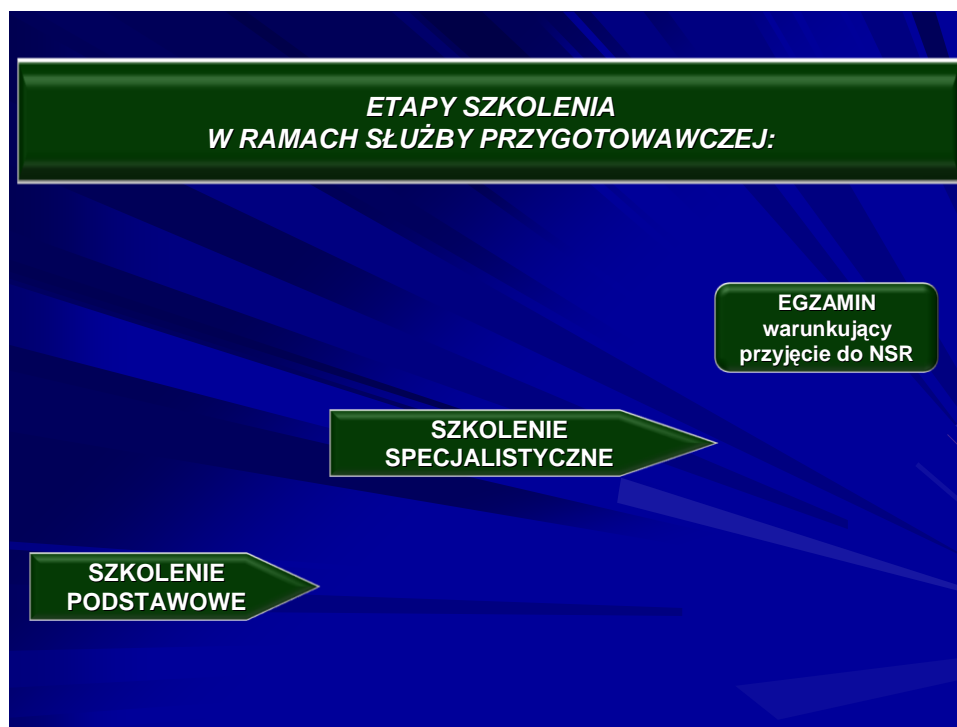 ETAPY SZKOLENIA
W RAMACH SŁUŻBY PRZYGOTOWAWCZEJ:
EGZAMIN
warunkujący
przyjęcie do NSR
SZKOLENIE
SPECJALISTYCZNE
SZKOLENIE
PODSTAWOWE